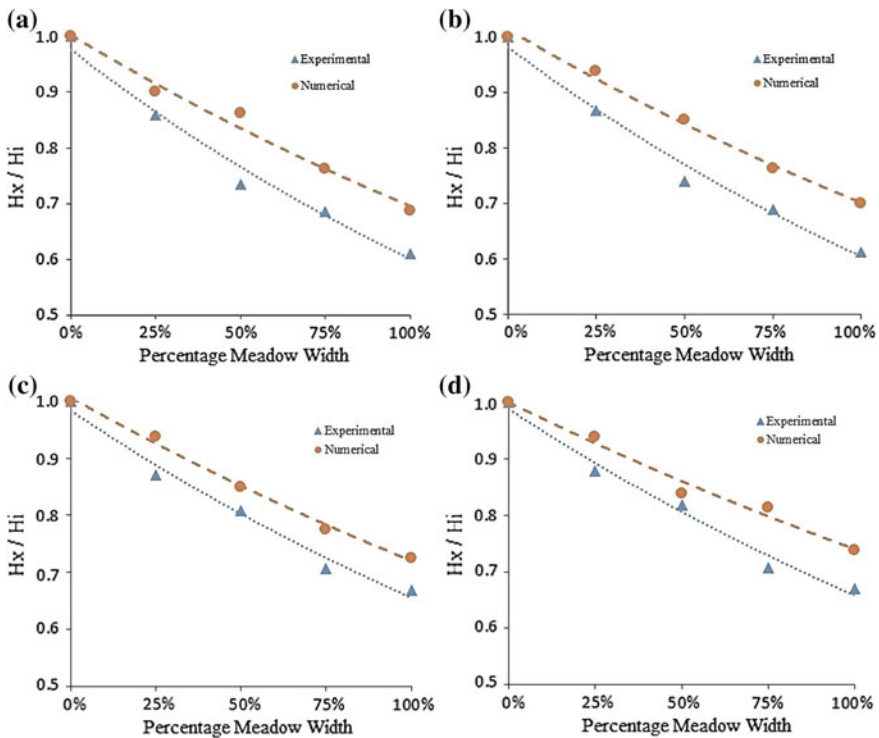 (a)
Hx / Hi
1.0
0.9
0.8
0.7
0.6
0.5
Experimental
Numerical
0% 25% 50% 75% 100%
Percentage Meadow Width
(b)
Hx / Hi
1.0
0.9
0.8
0.7
0.6
0.5
Experimental
Numerical
0% 25% 50% 75% 100%
Percentage Meadow Width
(c)
Hx / Hi
1.0
0.9
0.8
0.7
0.6
0.5
Experimental
Numerical
0% 25% 50% 75% 100%
Percentage Meadow Width
(d)
Hx / Hi
1.0
0.9
0.8
0.7
0.6
0.5
Experimental
Numerical
0% 25% 50% 75% 100%
Percentage Meadow Width